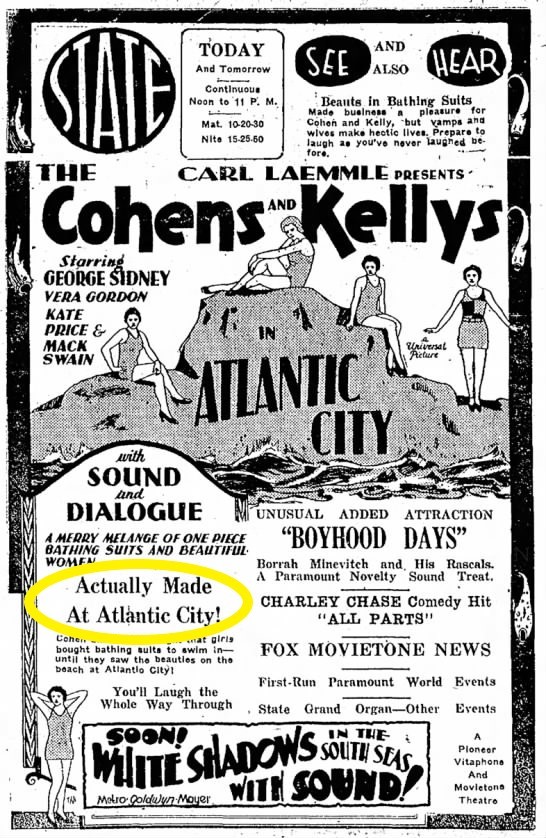 STATE
TODAY
And Tomorrow
Continuous
Noon to 11 P. M.
Mat. 10-20-30
Nite 15-25-50
SEE
AND
ALSO
HEAR
Beauts in Bathing Suits
Made business a pleasure for
Cohen and Kelly, but vamps and
wives make hectic lives. Prepare to
laugh as you've never laughed be-
fore.
THE CARL LAEMMLE PRESENTS
Cohens AND Kellys
Starring
GEORGE SIDNEY
VERA GORDON
KATE
PRICE &
MACK
SWAIN
a
Universal
Picture
IN
ATLANTIC
CITY
with
SOUND
and
DIALOGUE
A MERRY MELANGE OF ONE PIECE
BATHING SUITS AND BEAUTIFUL
WOMEN
Actually Made
At Atlantic City!
Cohen that girls
bought bathing suits to swim in—
until they saw the beauties on the
beach at Atlantic City!
You'll Laugh the
Whole Way Through
UNUSUAL ADDED ATTRACTION
"BOYHOOD DAYS"
Borrah Minevitch and His Rascals.
A Paramount Novelty Sound Treat.
CHARLEY CHASE Comedy Hit
"ALL PARTS"
FOX MOVIETONE NEWS
First-Run Paramount World Events
State Grand Organ—Other Events
SOON!
WHITE SHADOWS IN THE
SOUTH SEAS
WITH SOUND!
Metro-Goldwyn-Mayer
A
Pioneer
Vitaphone
And
Movietone
Theatre